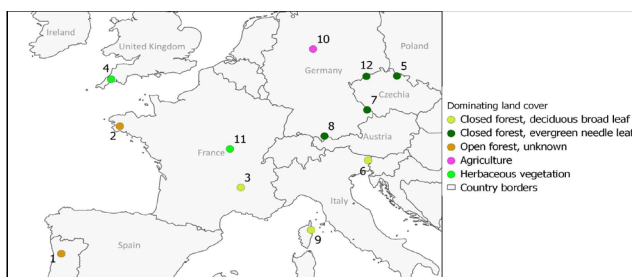 Ireland
United Kingdom
10
Poland
4
Germany
12
5
Czechia
7
2
8
Austria
11
France
3
6
Italy
Spain
1
9
Dominating land cover
Closed forest, deciduous broad leaf
Closed forest, evergreen needle leaf
Open forest, unknown
Agriculture
Herbaceous vegetation
Country borders